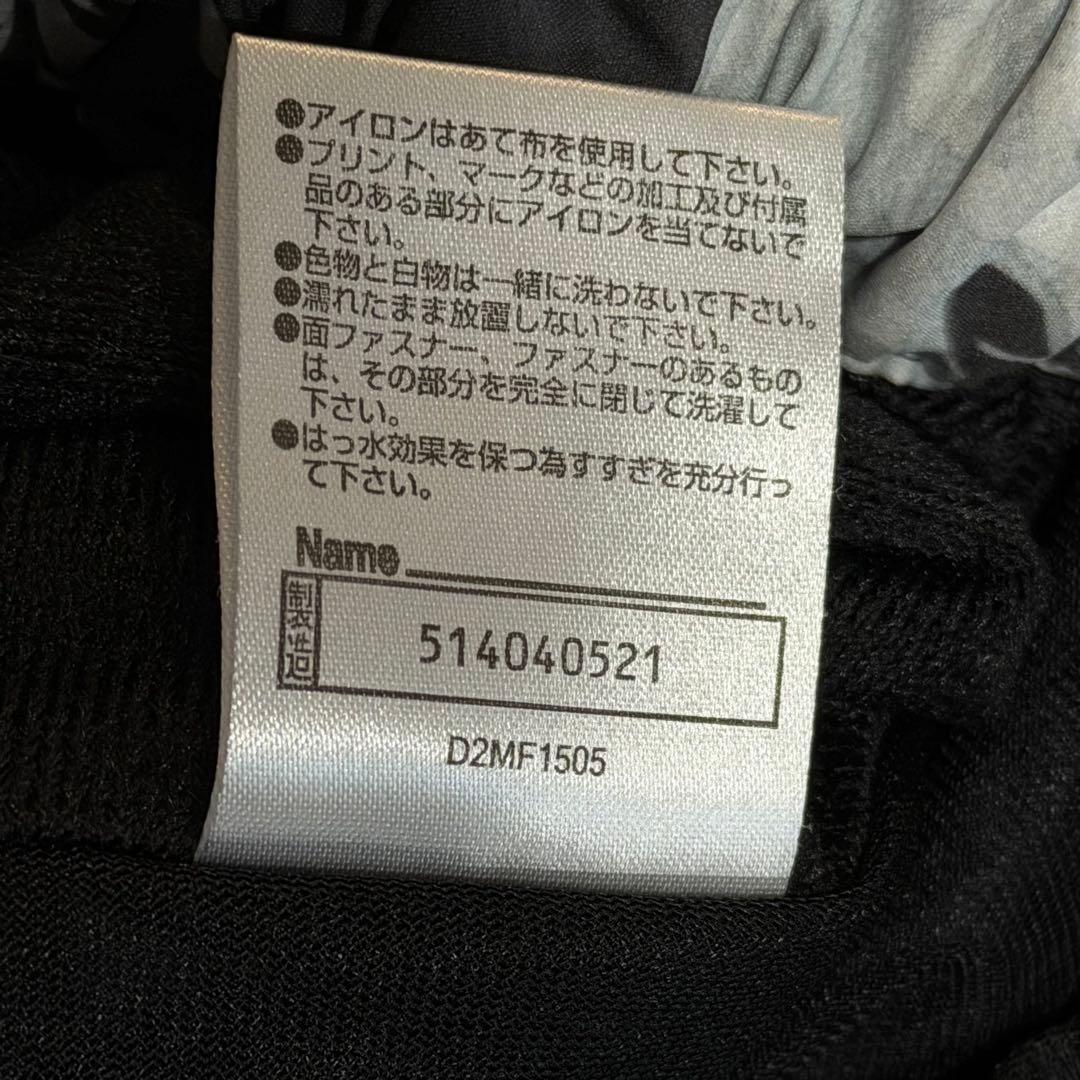 ●アイロンはあて布を使用して下さい。
●プリント、マークなどの加工及び付属
品のある部分にアイロンを当てないで
下さい。
●色物と白物は一緒に洗わないで下さい。
●濡れたまま放置しないで下さい。
●面ファスナー、ファスナーのあるもの
は、その部分を完全に閉じて洗濯して
下さい。
●はっ水効果を保つ為すすぎを充分行っ
て下さい。
Name
製造
514040521
D2MF1505